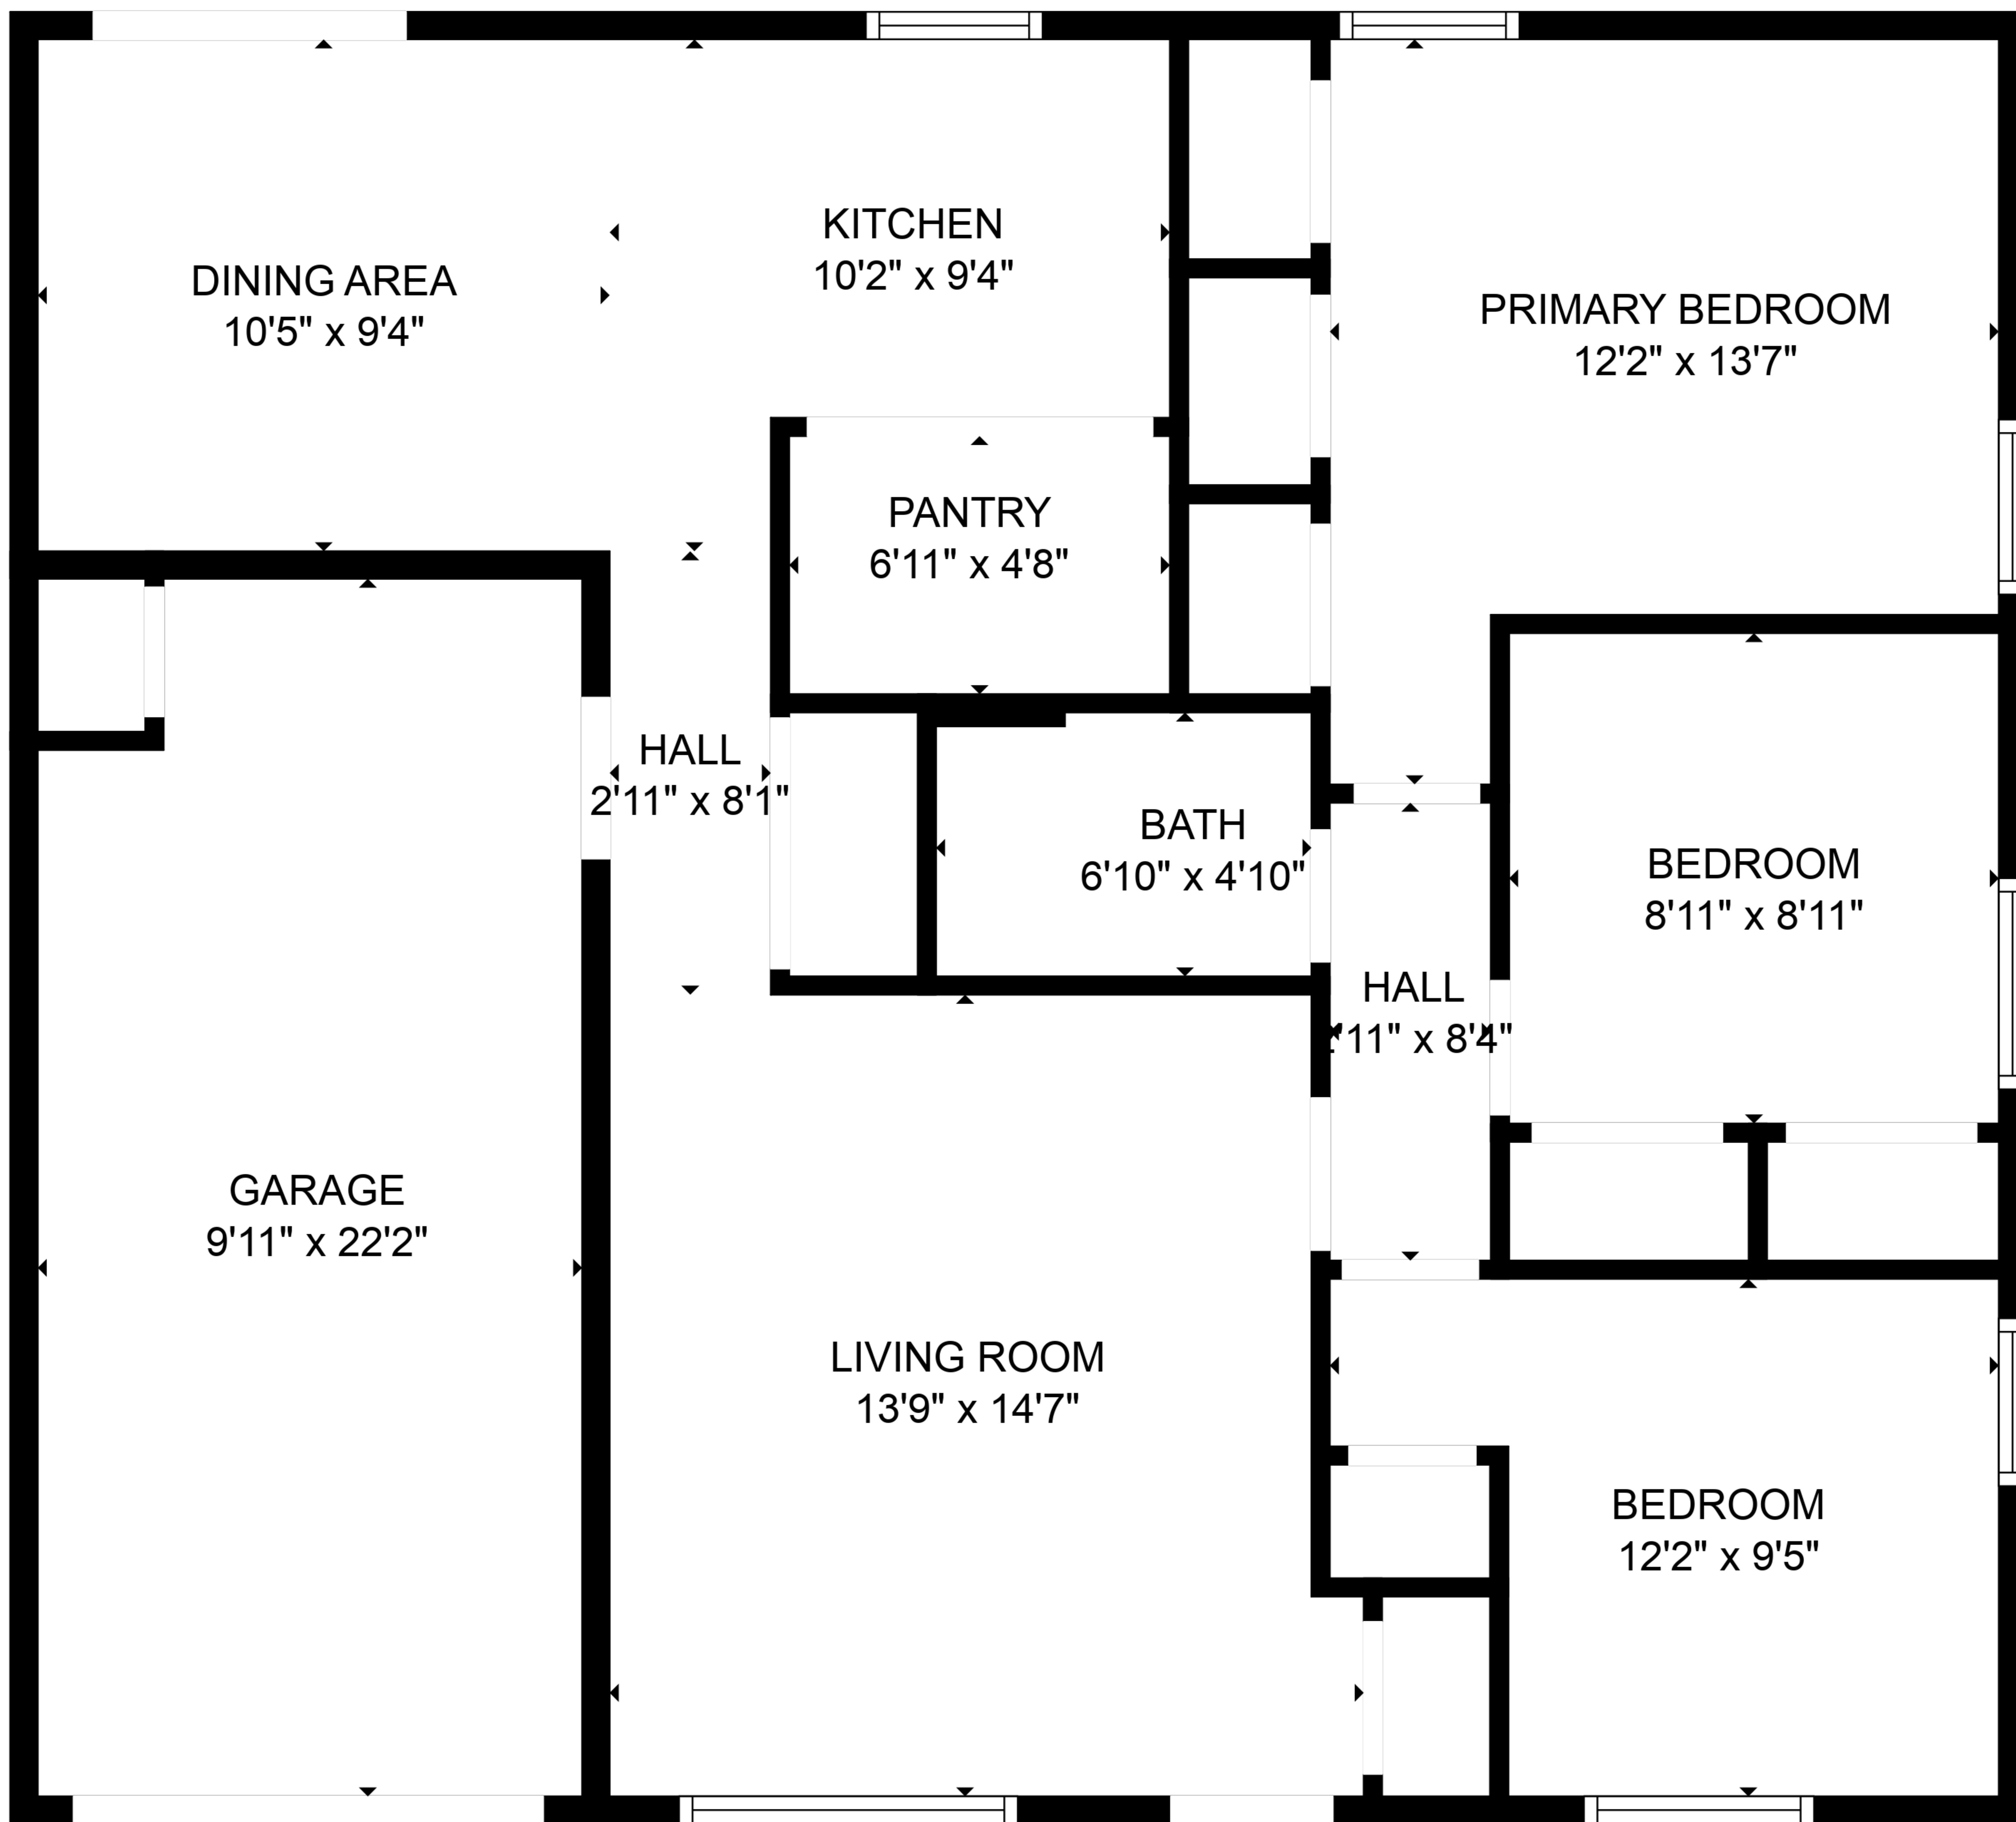 KITCHEN
10'2" x 9'4"
DINING AREA
10'5" x 9'4"
PRIMARY BEDROOM
12'2" x 13'7"
PANTRY
6'11" x 4'8"
HALL
2'11" x 8'1"
BATH
6'10" x 4'10"
BEDROOM
8'11" x 8'11"
HALL
'11" x 8'4"
GARAGE
9'11" x 22'2"
LIVING ROOM
13'9" x 14'7"
BEDROOM
12'2" x 9'5"